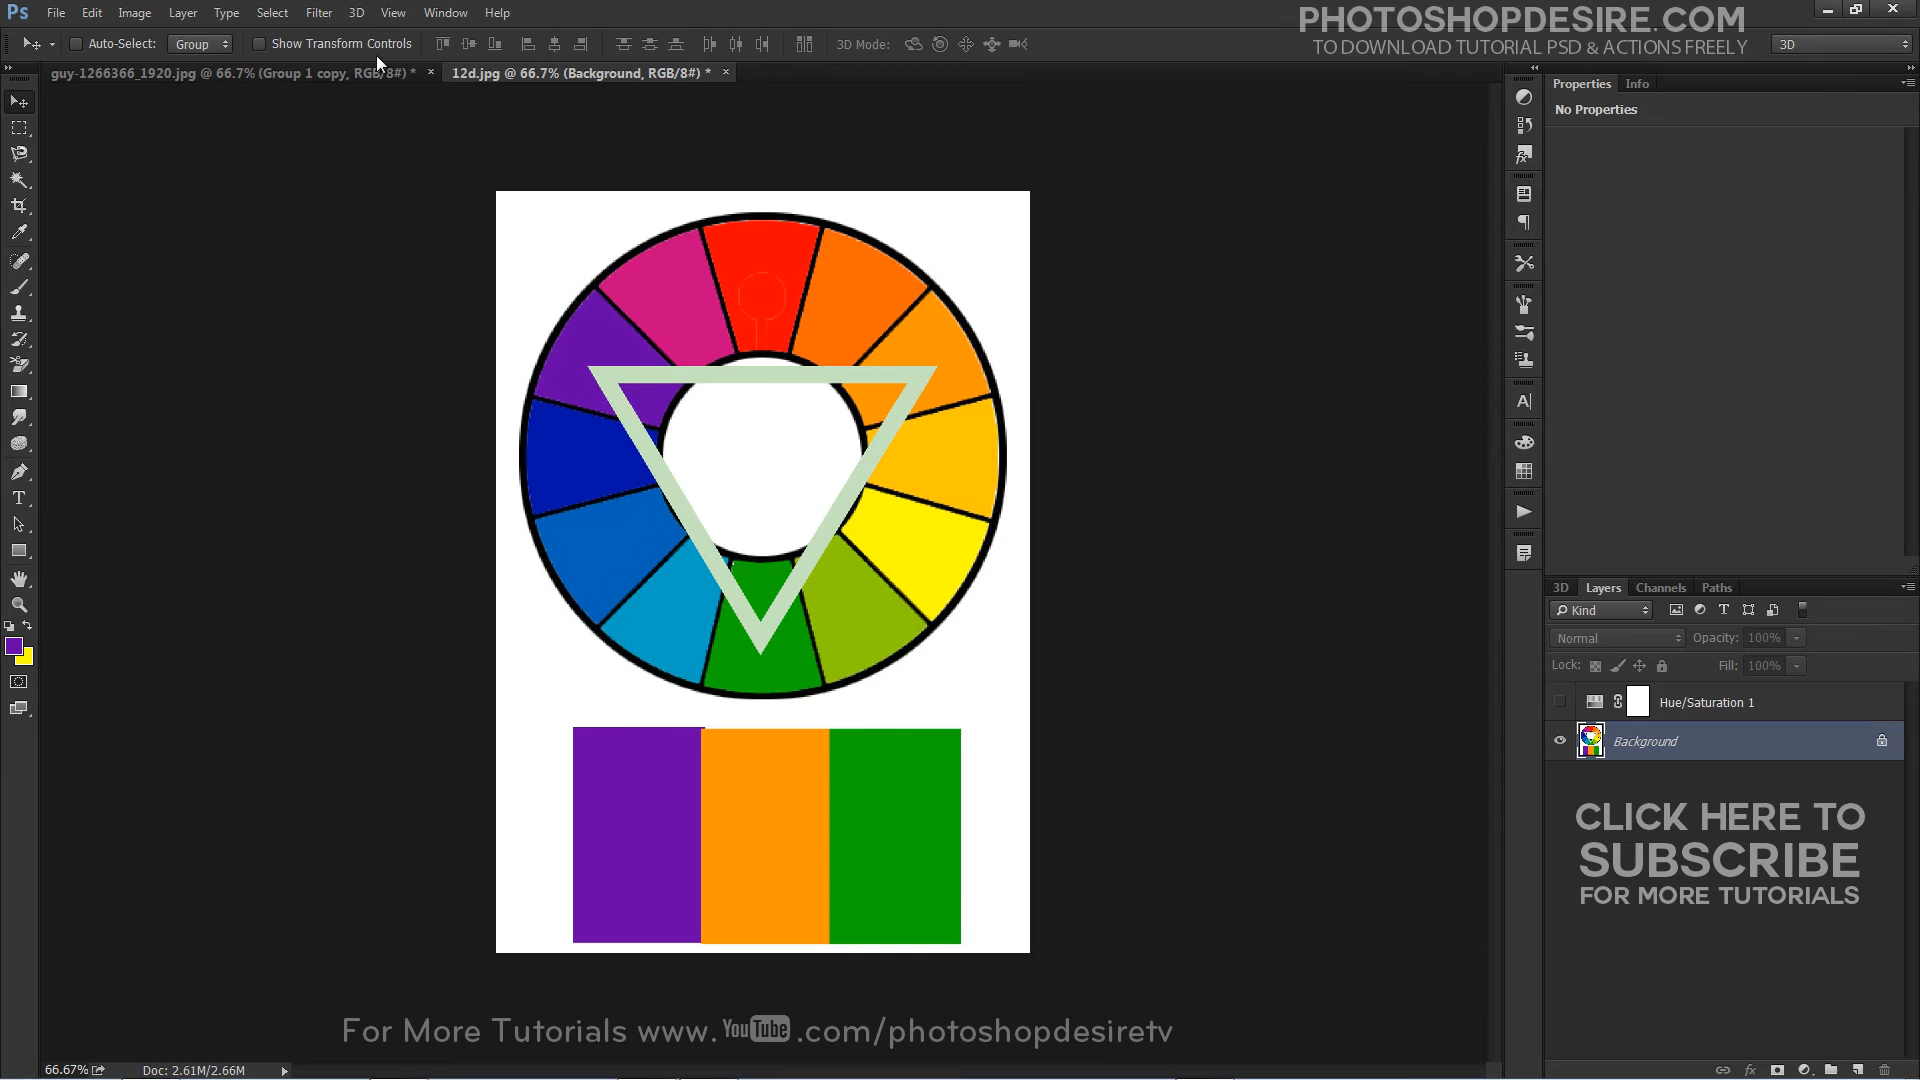 Ps File Edit Image Layer Type Select Filter 3D View Window Help
PHOTOSHOPDESIRE.COM
TO DOWNLOAD TUTORIAL PSD & ACTIONS FREELY
Auto-Select: Group Show Transform Controls 3D Mode: 3D
guy-1266366_1920.jpg @ 66.7% (Group 1 copy, RGB/8#) * × 12d.jpg @ 66.7% (Background, RGB/8#) * ×
Properties Info
No Properties
3D Layers Channels Paths
Kind
Normal Opacity: 100%
Lock: Fill: 100%
Hue/Saturation 1
Background
CLICK HERE TO
SUBSCRIBE
FOR MORE TUTORIALS
For More Tutorials www.YouTube.com/photoshopdesiretv
66.67% Doc: 2.61M/2.66M